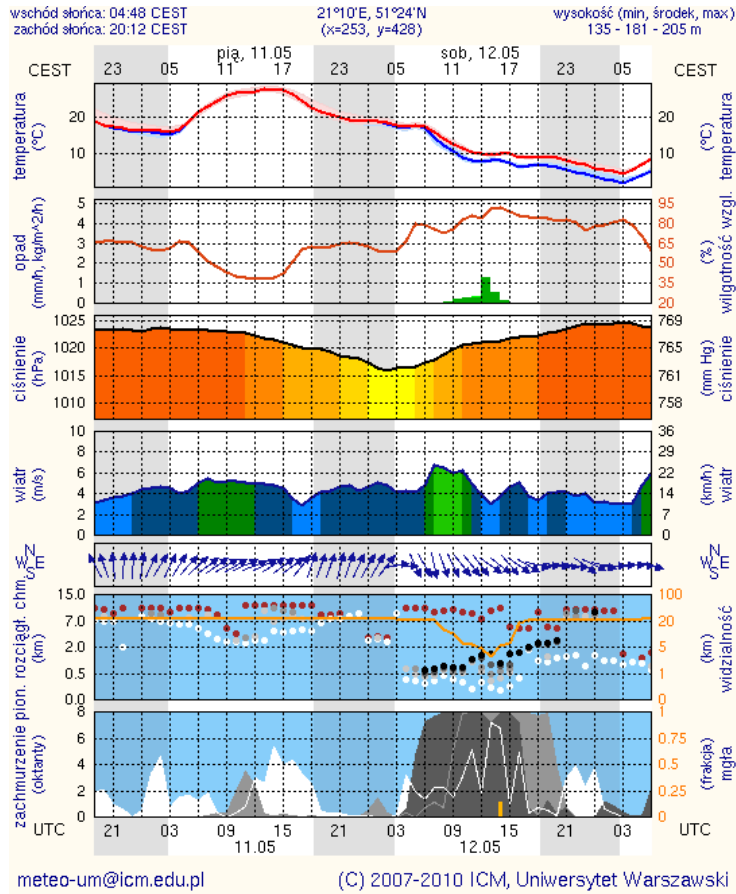 wschód słońca: 04:48 CEST 21°10'E, 51°24'N wysokość (min, środek, max)
zachód słońca: 20:12 CEST (x=253, y=428) 135 - 181 - 205 m
pią, 11.05 sob, 12.05
CEST 23 05 11 17 23 05 11 17 23 05 CEST
temperatura (°C) 20 10 20 10 (°C) temperatura
opad (mm/h, kg/m^2/h) 5 4 3 2 1 0 95 80 65 50 35 20 (%) wilgotność wzgl.
ciśnienie (hPa) 1025 1020 1015 1010 769 765 761 758 (mm Hg) ciśnienie
wiatr (m/s) 10 8 6 4 2 0 36 29 22 14 7 0 (km/h) wiatr
N W E S N W E S
pion. rozciągł. chm. (km) 15.0 7.0 2.0 0.5 0.0 100 20 5 1 0 (km) widzialność
zachmurzenie (oktanty) 8 6 4 2 0 1 0.75 0.5 0.25 0 (frakcja) mgła
UTC 21 03 09 15 21 03 09 15 21 03 UTC
11.05 12.05
meteo-um@icm.edu.pl (C) 2007-2010 ICM, Uniwersytet Warszawski